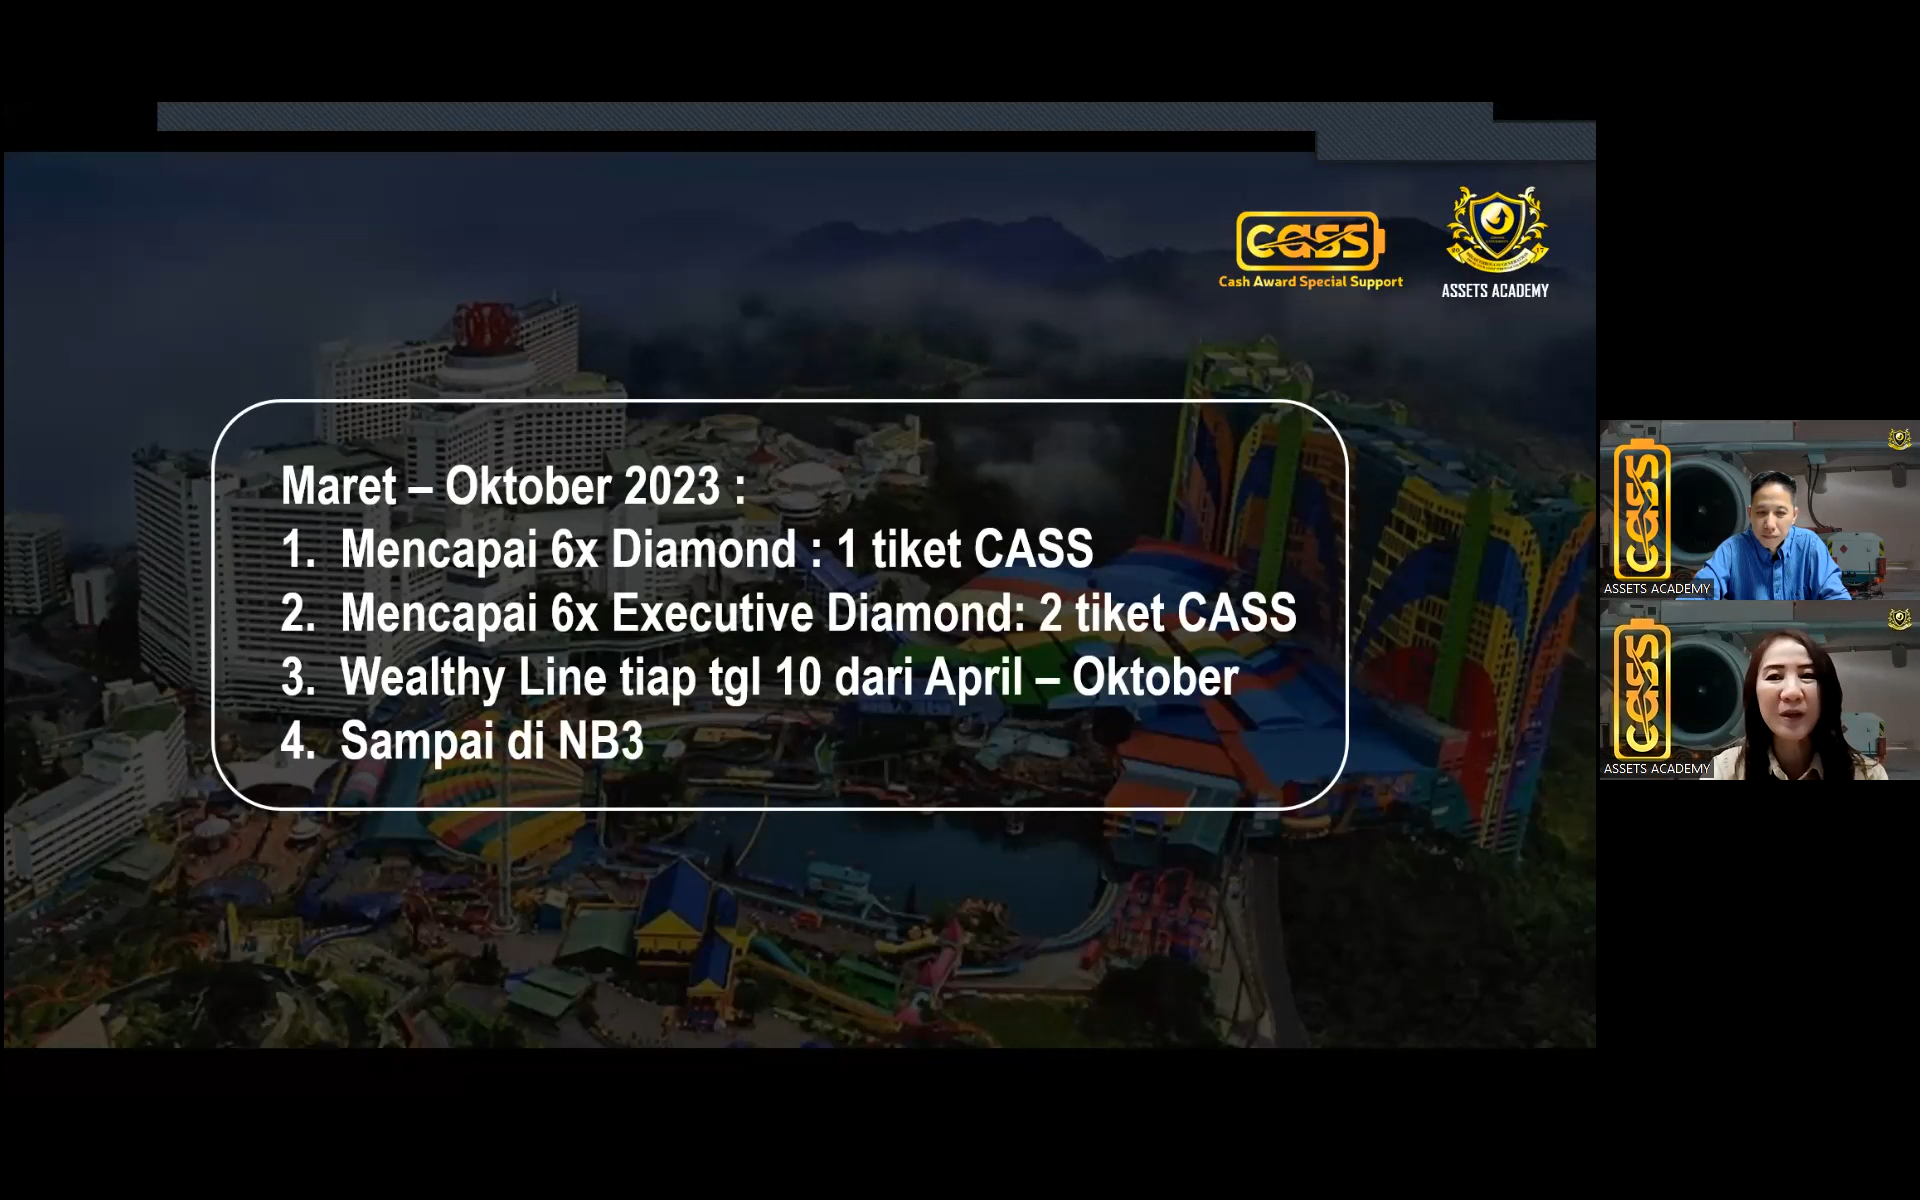 cass
Cash Award Special Support
ASSETS ACADEMY
Maret – Oktober 2023 :
1. Mencapai 6x Diamond : 1 tiket CASS
2. Mencapai 6x Executive Diamond: 2 tiket CASS
3. Wealthy Line tiap tgl 10 dari April – Oktober
4. Sampai di NB3
cass
ASSETS ACADEMY
cass
ASSETS ACADEMY